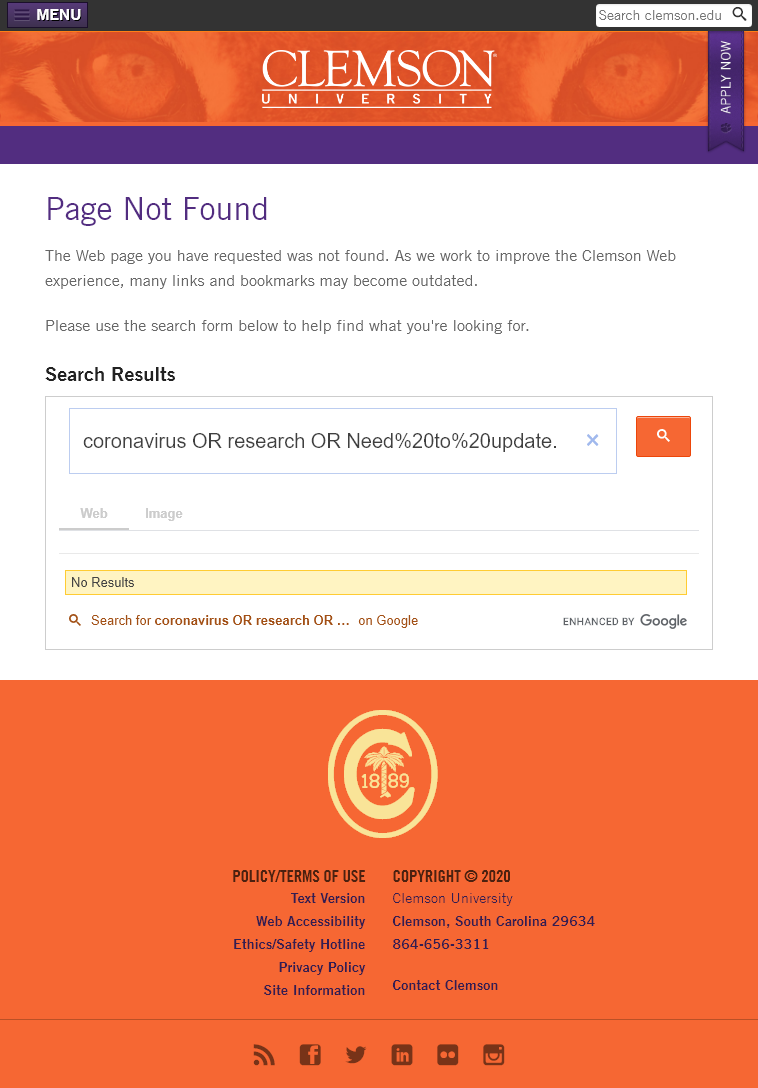 MENU
Search clemson.edu
CLEMSON
UNIVERSITY
APPLY NOW
Page Not Found
The Web page you have requested was not found. As we work to improve the Clemson Web
experience, many links and bookmarks may become outdated.
Please use the search form below to help find what you're looking for.
Search Results
coronavirus OR research OR Need%20to%20update.
Web
Image
No Results
Search for coronavirus OR research OR ... on Google
ENHANCED BY Google
C
1889
POLICY/TERMS OF USE
Text Version
Web Accessibility
Ethics/Safety Hotline
Privacy Policy
Site Information
COPYRIGHT © 2020
Clemson University
Clemson, South Carolina 29634
864-656-3311
Contact Clemson